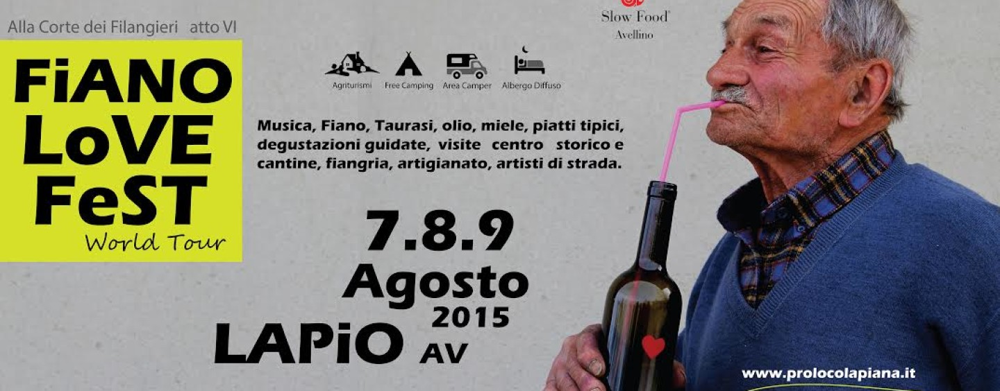 Alla Corte dei Filangieri atto VI
FiANO
LoVE
FeST
World Tour
Slow Food®
Avellino
Agriturismi Free Camping Area Camper Albergo Diffuso
Musica, Fiano, Taurasi, olio, miele, piatti tipici,
degustazioni guidate, visite centro storico e
cantine, fiangria, artigianato, artisti di strada.
7.8.9
Agosto
2015
LAPiO AV
www.prolocolapiana.it